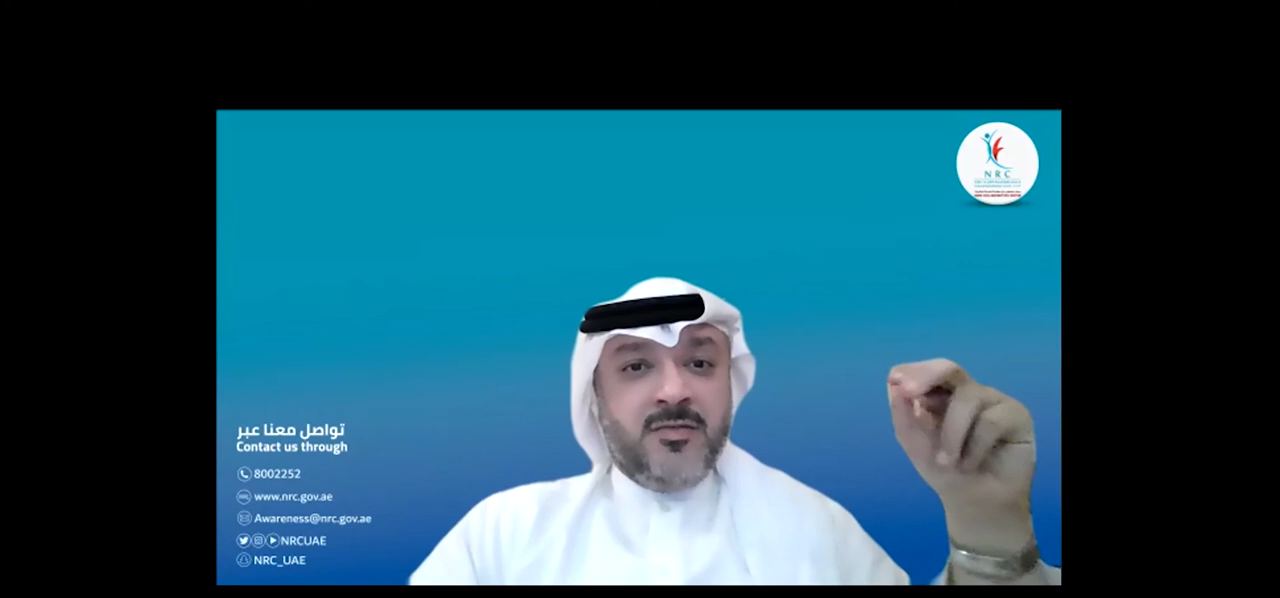 NRC
تواصل معنا عبر
Contact us through
8002252
www.nrc.gov.ae
Awareness@nrc.gov.ae
NRCUAE
NRC_UAE